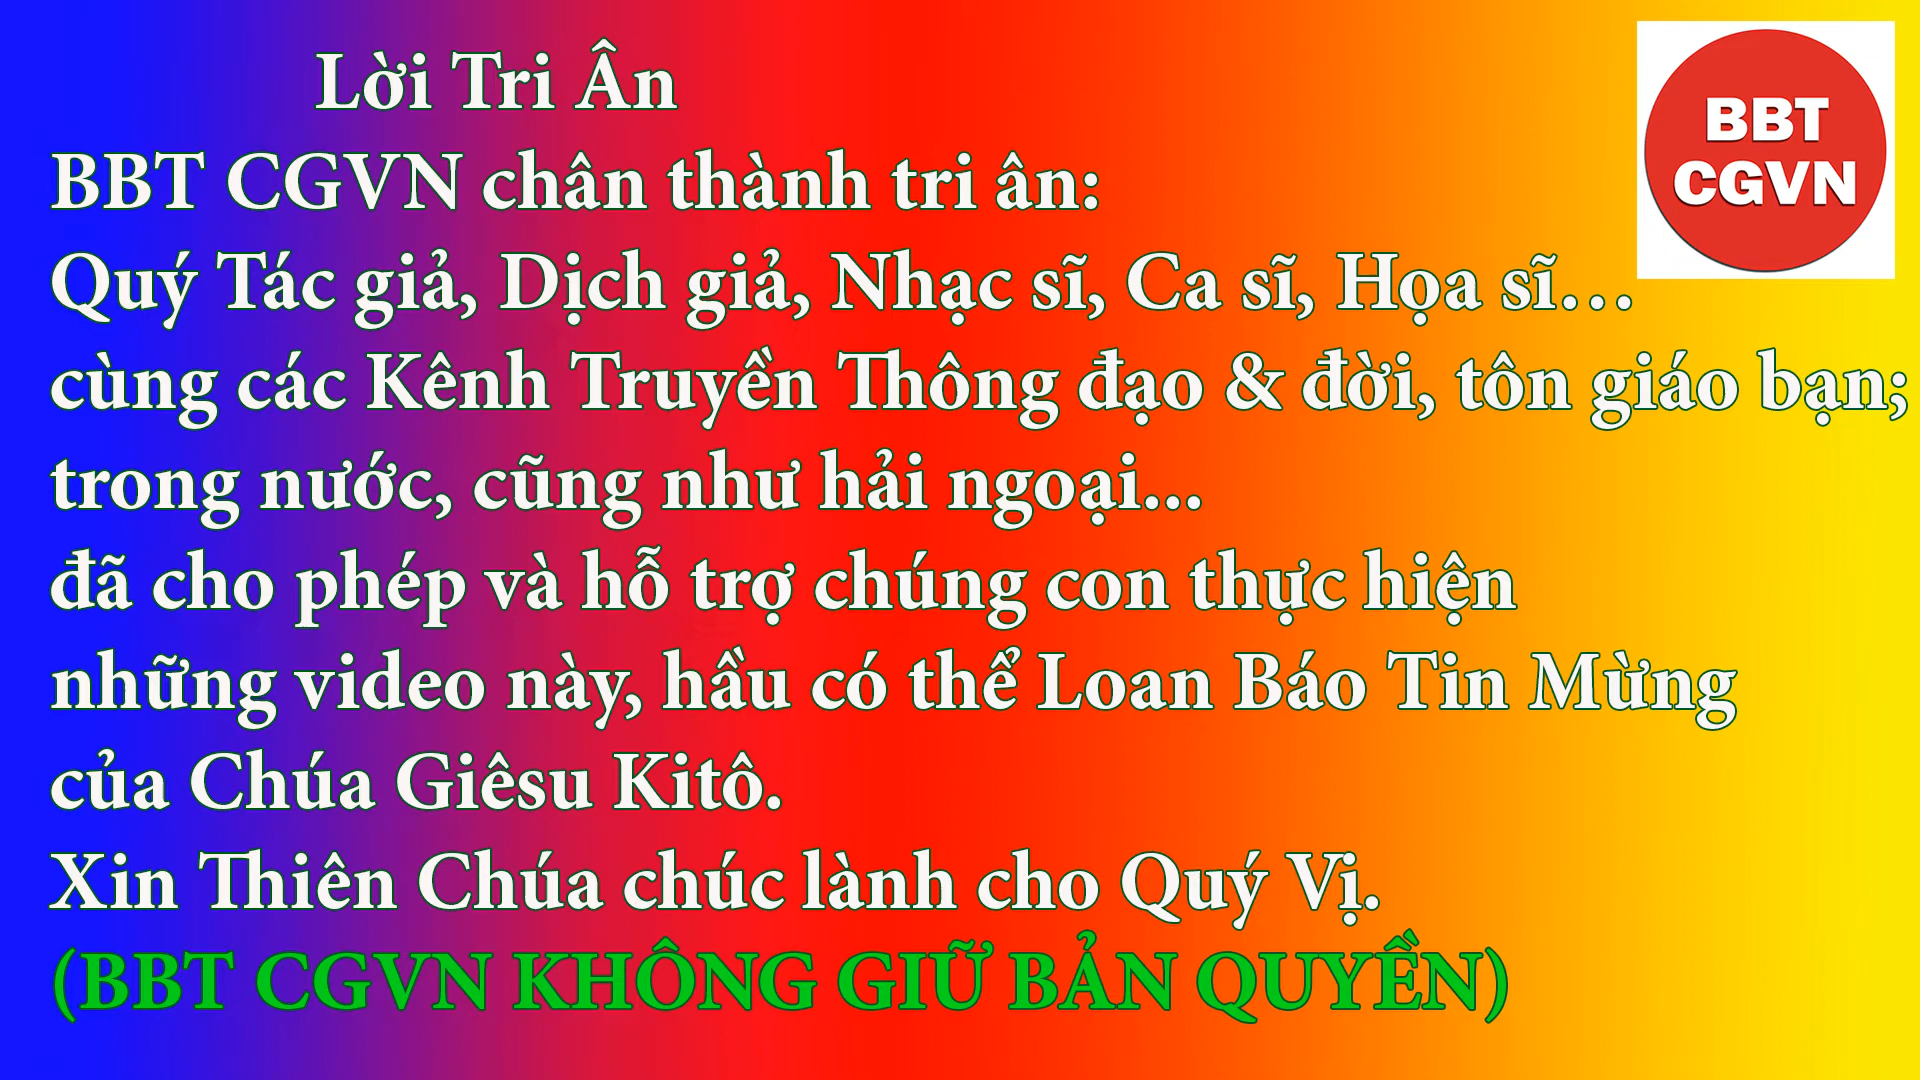 Lời Tri Ân
BBT CGVN chân thành tri ân:
Quý Tác giả, Dịch giả, Nhạc sĩ, Ca sĩ, Họa sĩ…
cùng các Kênh Truyền Thông đạo & đời, tôn giáo bạn;
trong nước, cũng như hải ngoại...
đã cho phép và hỗ trợ chúng con thực hiện
những video này, hầu có thể Loan Báo Tin Mừng
của Chúa Giêsu Kitô.
Xin Thiên Chúa chúc lành cho Quý Vị.
(BBT CGVN KHÔNG GIỮ BẢN QUYỀN)
BBT
CGVN